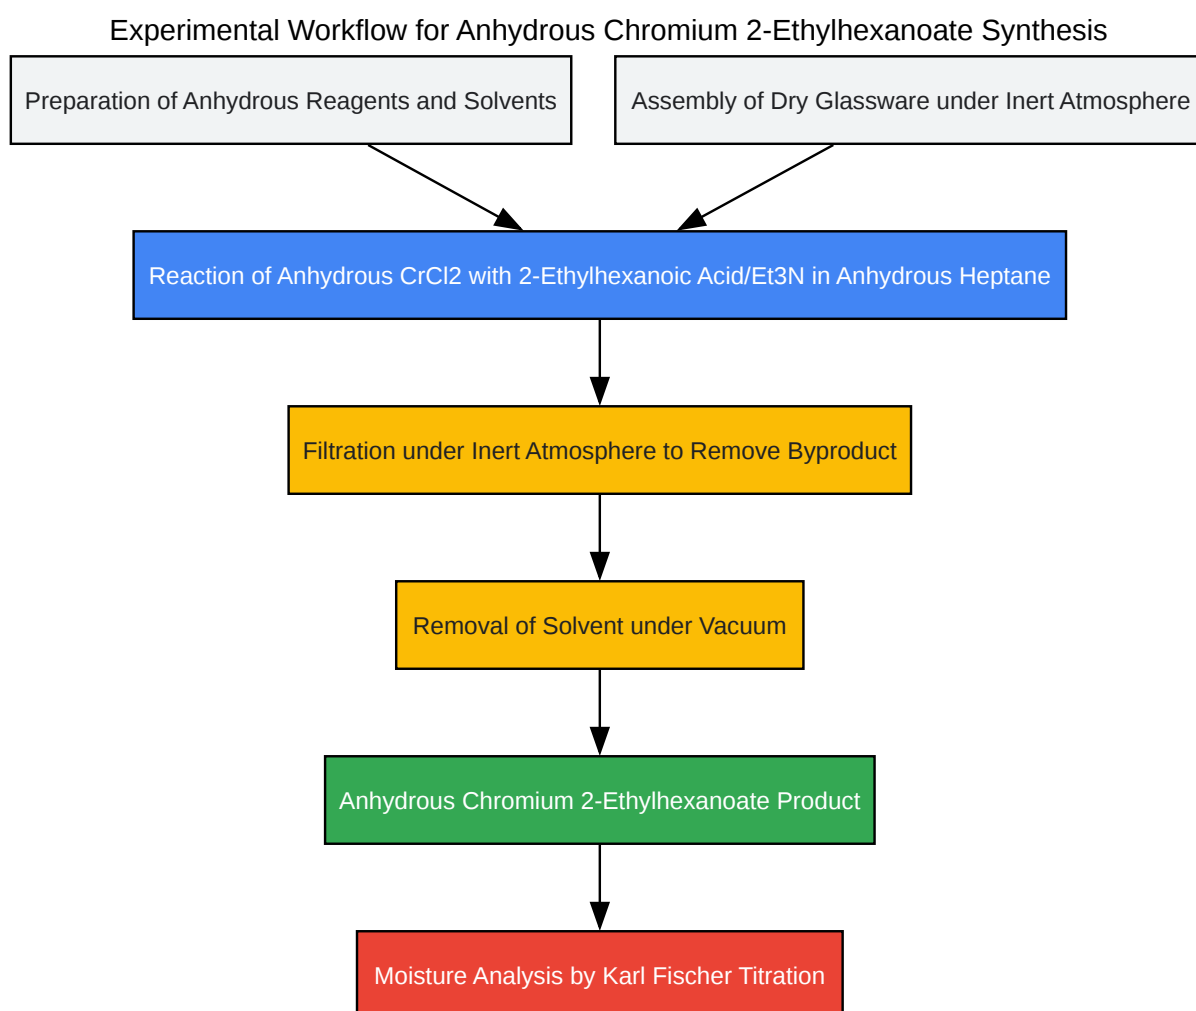 Experimental Workflow for Anhydrous Chromium 2-Ethylhexanoate Synthesis
Preparation of Anhydrous Reagents and Solvents
Assembly of Dry Glassware under Inert Atmosphere
Reaction of Anhydrous CrCl2 with 2-Ethylhexanoic Acid/Et3N in Anhydrous Heptane
Filtration under Inert Atmosphere to Remove Byproduct
Removal of Solvent under Vacuum
Anhydrous Chromium 2-Ethylhexanoate Product
Moisture Analysis by Karl Fischer Titration